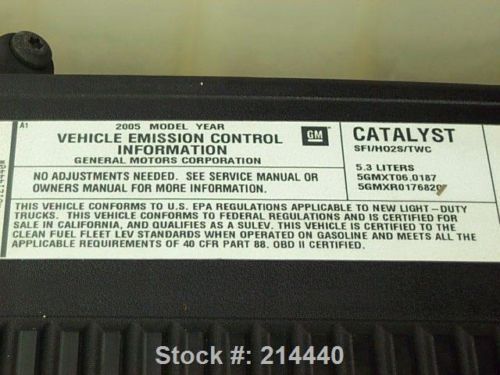 A1
2005 MODEL YEAR
VEHICLE EMISSION CONTROL
INFORMATION
GENERAL MOTORS CORPORATION
GM
CATALYST
SFI/HO2S/TWC
NO ADJUSTMENTS NEEDED. SEE SERVICE MANUAL OR
OWNERS MANUAL FOR MORE INFORMATION.
5.3 LITERS
5GMXT06.0187
5GMXR0176820
THIS VEHICLE CONFORMS TO U.S. EPA REGULATIONS APPLICABLE TO NEW LIGHT-DUTY
TRUCKS. THIS VEHICLE CONFORMS TO FEDERAL REGULATIONS AND IS CERTIFIED FOR
SALE IN CALIFORNIA, AND QUALIFIES AS A SULEV. THIS VEHICLE IS CERTIFIED TO
CLEAN FUEL FLEET LEV STANDARDS WHEN OPERATED ON GASOLINE AND MEETS ALL THE
APPLICABLE REQUIREMENTS OF 40 CFR PART 88. OBD II CERTIFIED.
Stock #: 214440